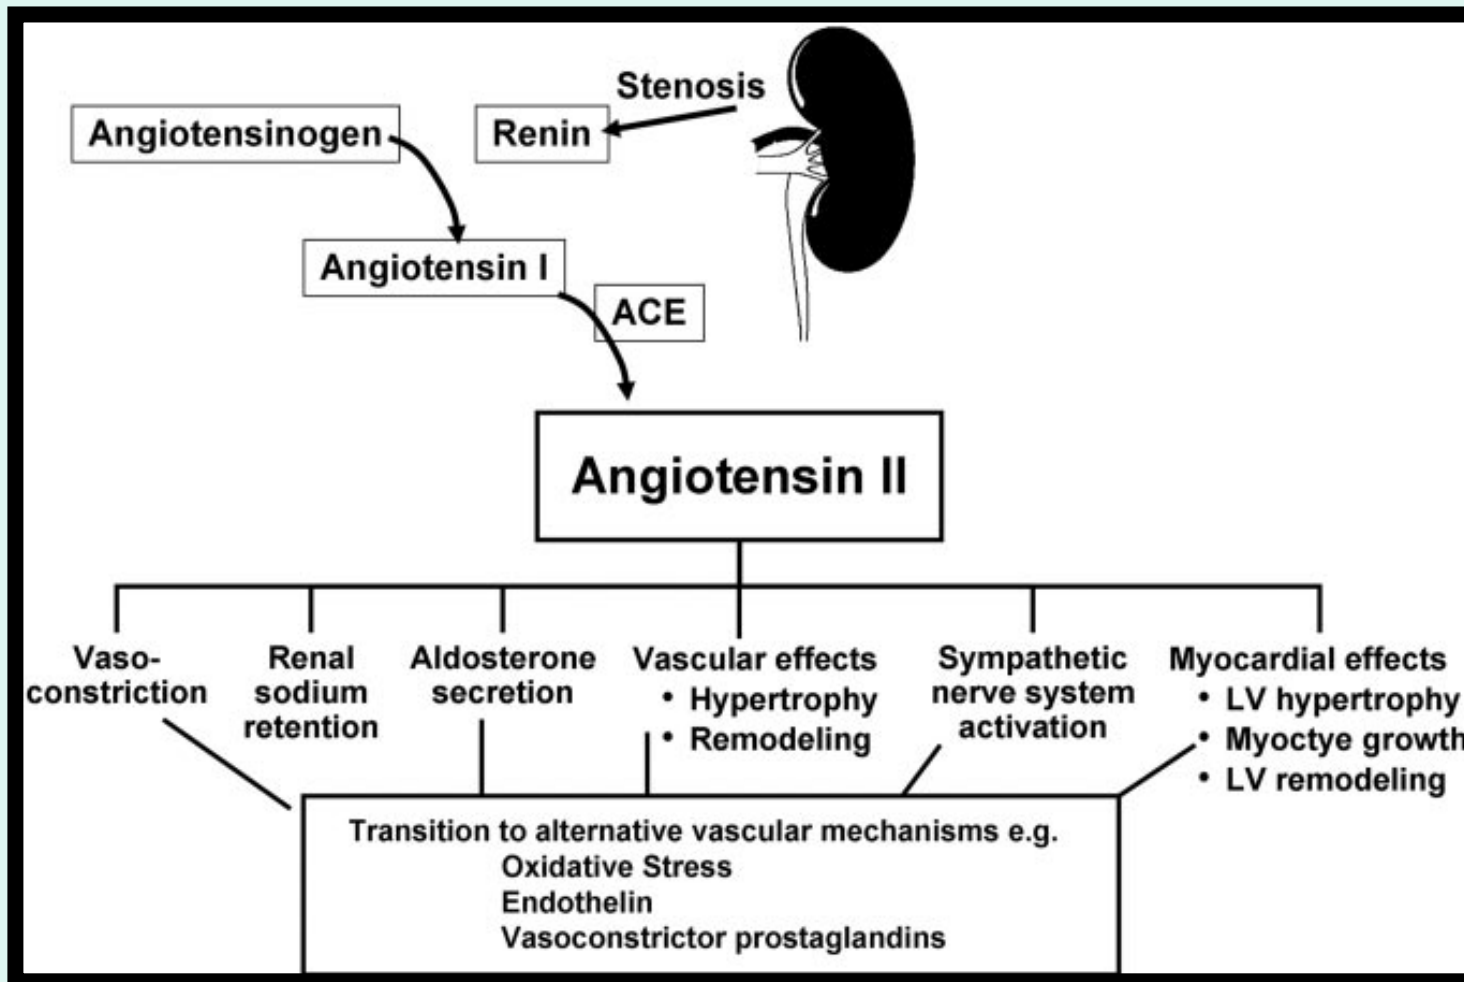 Stenosis
Angiotensinogen
Renin
Angiotensin I
ACE
Angiotensin II
Vaso-
constriction
Renal
sodium
retention
Aldosterone
secretion
Vascular effects
• Hypertrophy
• Remodeling
Sympathetic
nerve system
activation
Myocardial effects
• LV hypertrophy
• Myoctye growth
• LV remodeling
Transition to alternative vascular mechanisms e.g.
Oxidative Stress
Endothelin
Vasoconstrictor prostaglandins